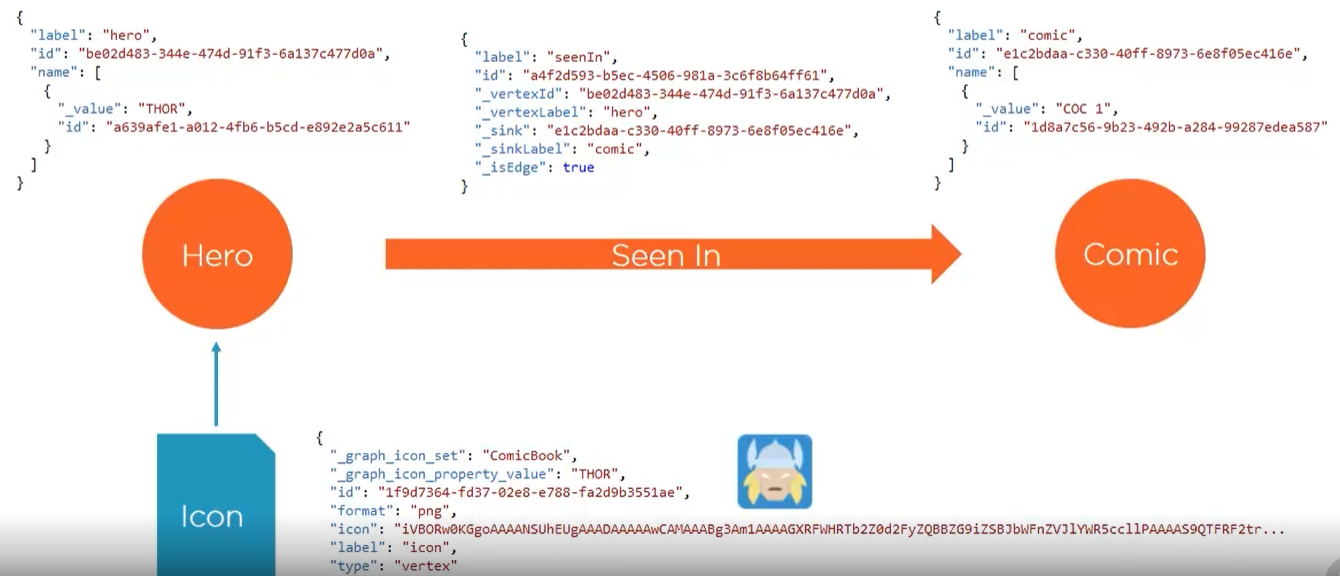 {
"label": "hero",
"id": "be02d483-344e-474d-91f3-6a137c477d0a",
"name": [
{
"_value": "THOR",
"id": "a639afe1-a012-4fb6-b5cd-e892e2a5c611"
}
]
}
{
"label": "seenIn",
"id": "a4f2d593-b5ec-4506-981a-3c6f8b64ff61",
"_vertexId": "be02d483-344e-474d-91f3-6a137c477d0a",
"_vertexLabel": "hero",
"_sink": "e1c2bdaa-c330-40ff-8973-6e8f05ec416e",
"_sinkLabel": "comic",
"_isEdge": true
}
{
"label": "comic",
"id": "e1c2bdaa-c330-40ff-8973-6e8f05ec416e",
"name": [
{
"_value": "COC 1",
"id": "1d8a7c56-9b23-492b-a284-99287edea587"
}
]
}
Hero
Seen In
Comic
Icon
{
"_graph_icon_set": "ComicBook",
"_graph_icon_property_value": "THOR",
"id": "1f9d7364-fd37-02e8-e788-fa2d9b3551ae",
"format": "png",
"icon": "iVBORw0KGgoAAAANSUhEUgAAADAAAAAwCAMAAABg3Am1AAAAGXRFWHRTb2Z0d2FyZQBBZG9iZSBJbWFnZVJlYWR5ccllPAAAAS9QTFRF2tr...
"label": "icon",
"type": "vertex"